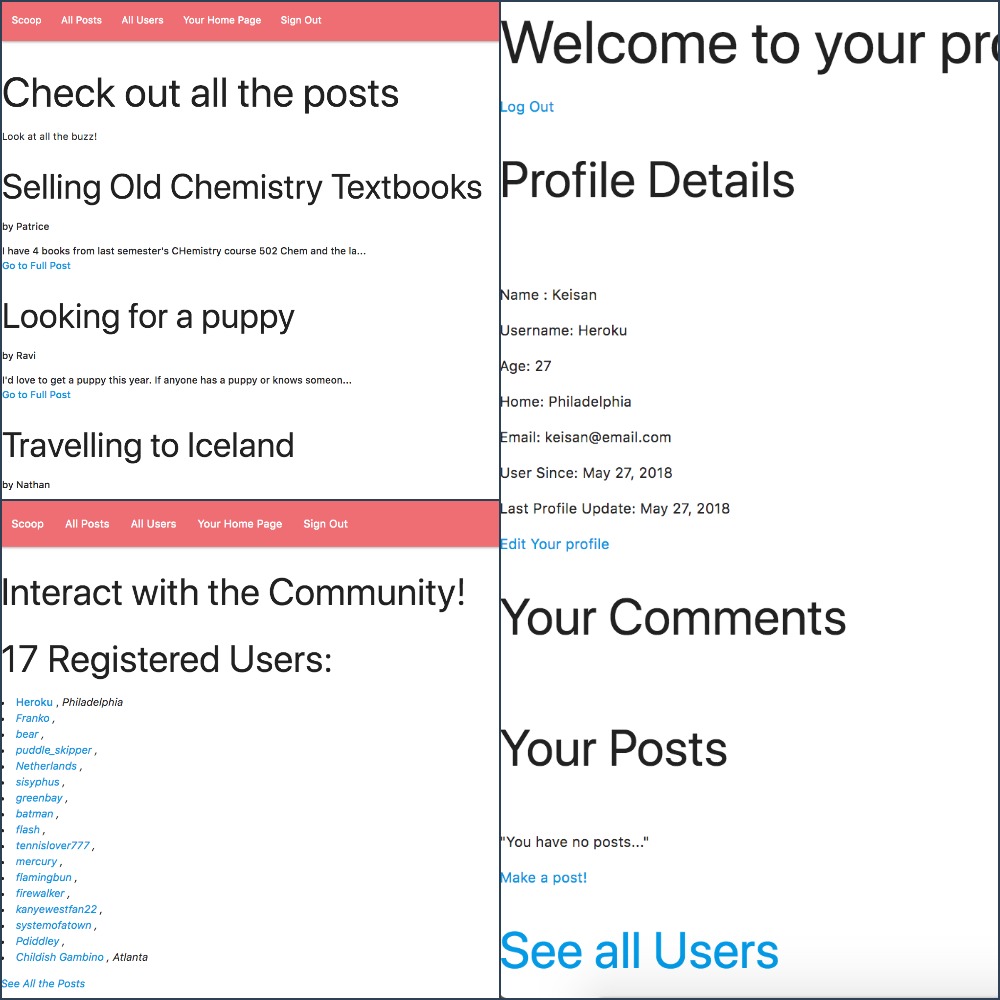 Scoop All Posts All Users Your Home Page Sign Out
Check out all the posts
Look at all the buzz!
Selling Old Chemistry Textbooks
by Patrice
I have 4 books from last semester's CHemistry course 502 Chem and the la...
Go to Full Post
Looking for a puppy
by Ravi
I'd love to get a puppy this year. If anyone has a puppy or knows someon...
Go to Full Post
Travelling to Iceland
by Nathan
Scoop All Posts All Users Your Home Page Sign Out
Interact with the Community!
17 Registered Users:
Heroku , Philadelphia
Franko ,
bear ,
puddle_skipper ,
Netherlands ,
sisyphus ,
greenbay ,
batman ,
flash ,
tennislover777 ,
mercury ,
flamingbun ,
firewalker ,
kanyewestfan22 ,
systemofatown ,
Pdiddley ,
Childish Gambino , Atlanta
See All the Posts
Welcome to your pro
Log Out
Profile Details
Name : Keisan
Username: Heroku
Age: 27
Home: Philadelphia
Email: keisan@email.com
User Since: May 27, 2018
Last Profile Update: May 27, 2018
Edit Your profile
Your Comments
Your Posts
"You have no posts..."
Make a post!
See all Users